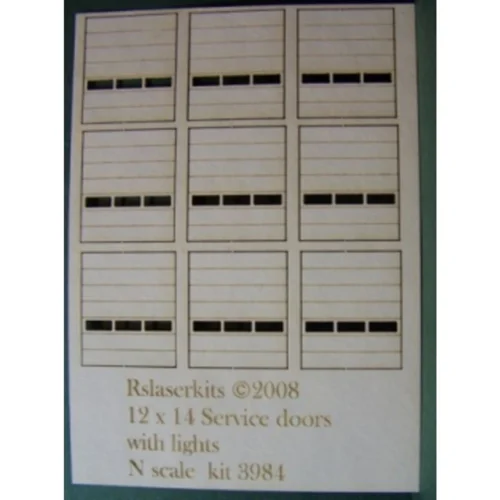 Rslaserkits ©2008
12 x 14 Service doors
with lights
N scale kit 3984